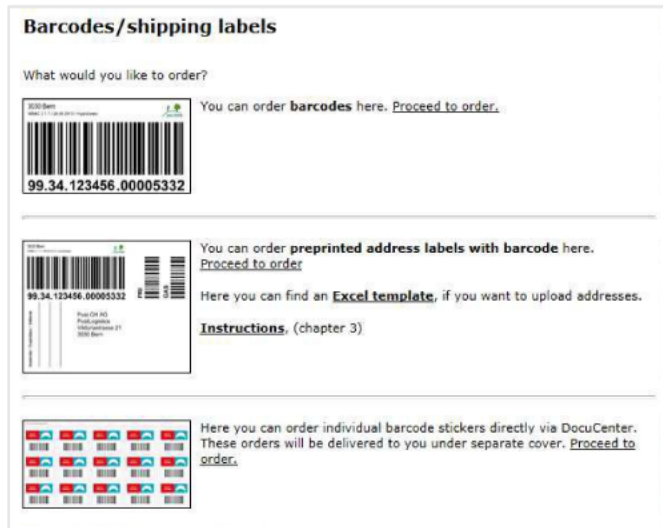 Barcodes/shipping labels
What would you like to order?
3030 Bern
99.34.123456.00005332
You can order barcodes here. Proceed to order.
99.34.123456.00005332
PRI
GAS
Post CH AG
PostLogistics
Viktoriastrasse 21
3030 Bern
You can order preprinted address labels with barcode here.
Proceed to order
Here you can find an Excel template, if you want to upload addresses.
Instructions, (chapter 3)
Here you can order individual barcode stickers directly via DocuCenter.
These orders will be delivered to you under separate cover. Proceed to
order.